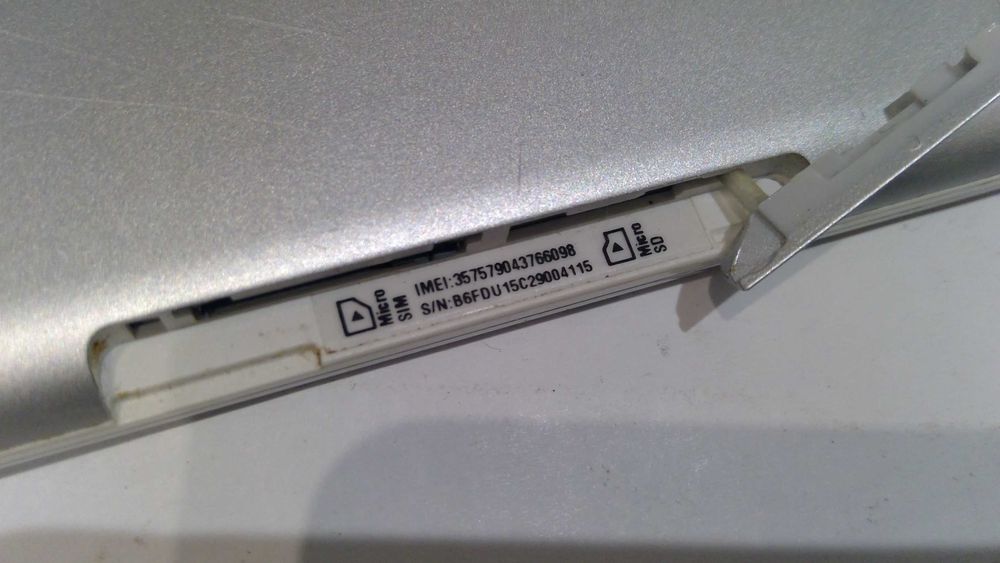 Micro
SIM
IMEI:357579043766098
S/N:B6FDU15C29004115
Micro
SD